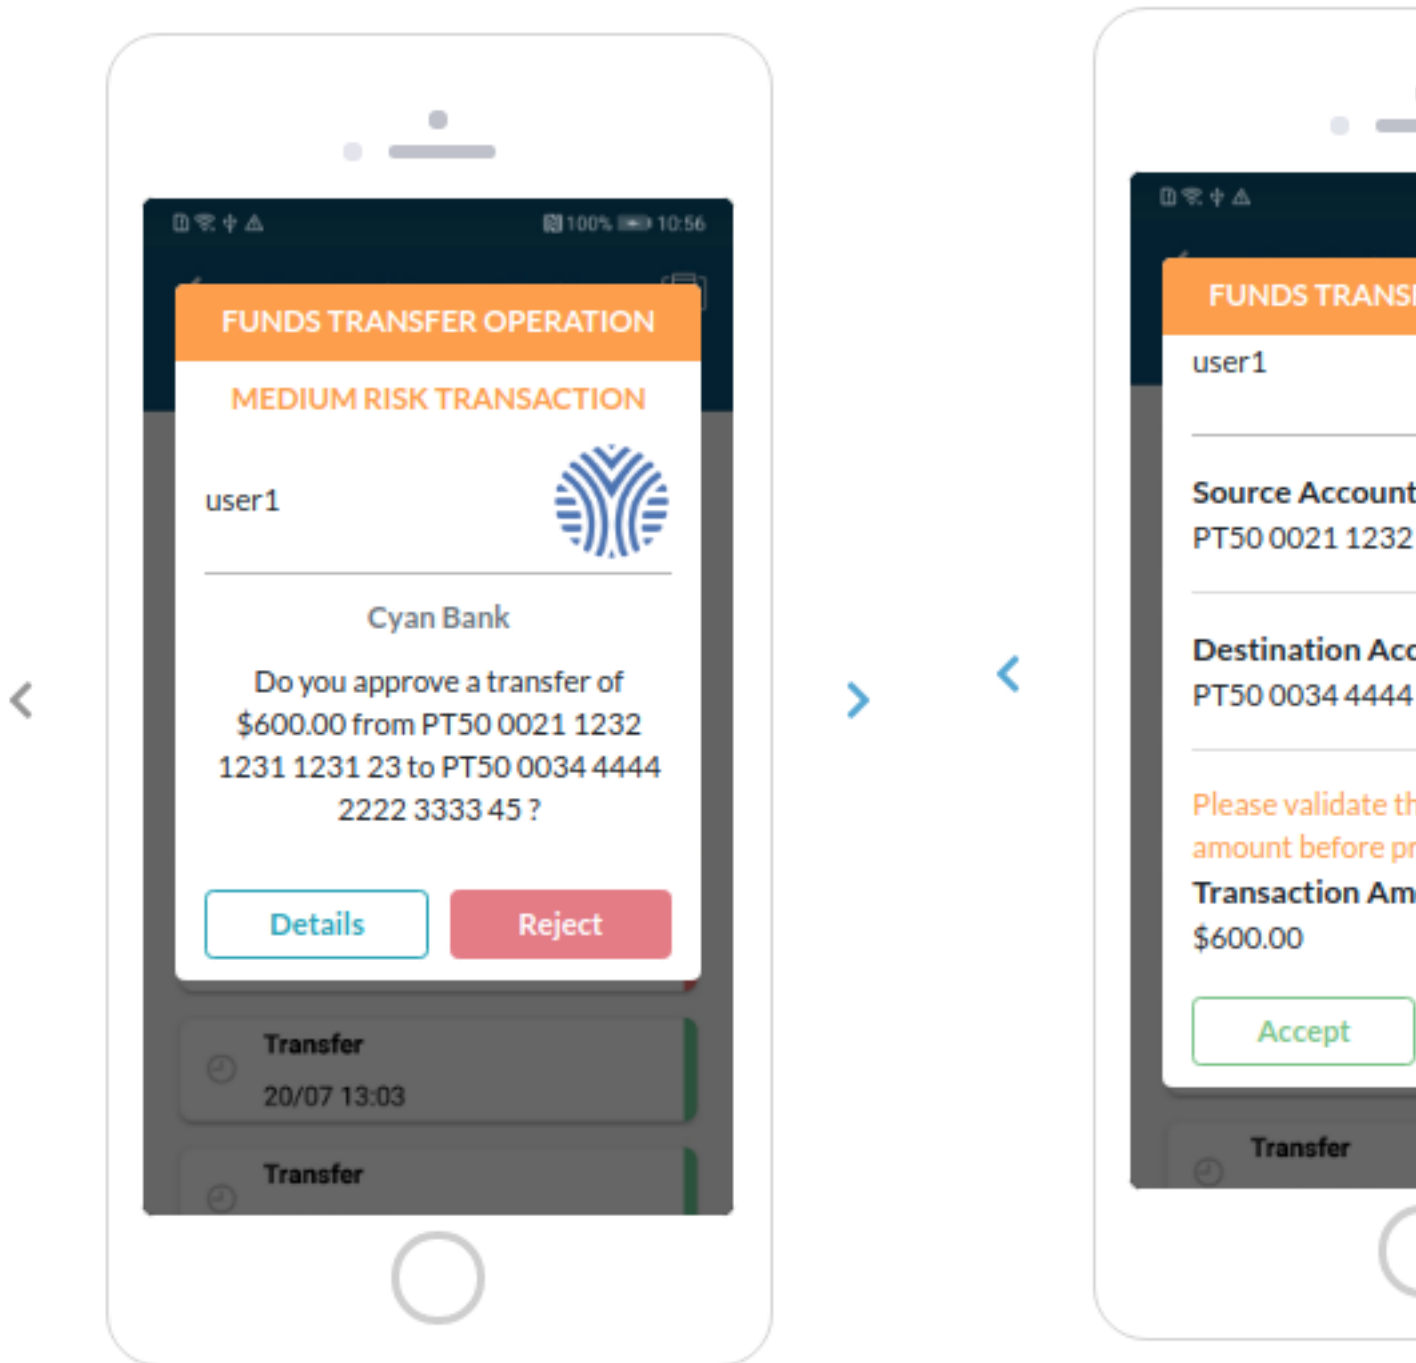 100% 10:56
FUNDS TRANSFER OPERATION
MEDIUM RISK TRANSACTION
user1
Cyan Bank
Do you approve a transfer of
$600.00 from PT50 0021 1232
1231 1231 23 to PT50 0034 4444
2222 3333 45 ?
Details
Reject
Transfer
20/07 13:03
Transfer
FUNDS TRANSF
user1
Source Account
PT50 0021 1232
Destination Acc
PT50 0034 4444
Please validate th
amount before pr
Transaction Am
$600.00
Accept
Transfer